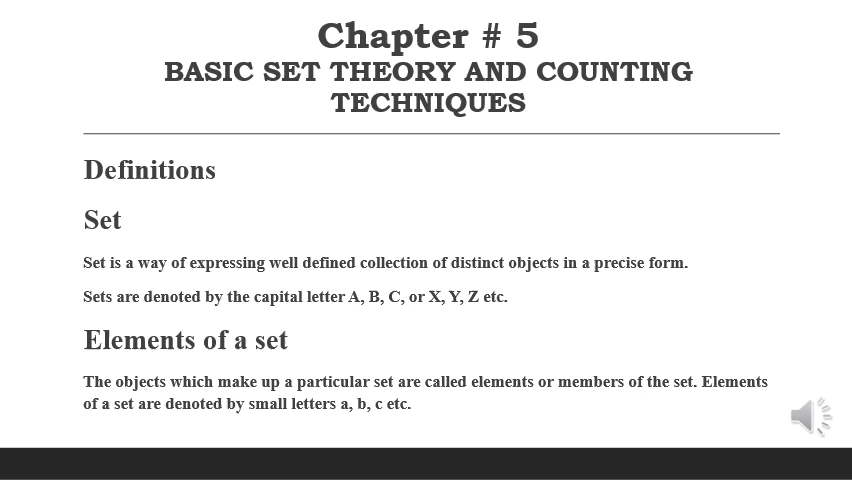 Chapter # 5
BASIC SET THEORY AND COUNTING
TECHNIQUES
Definitions
Set
Set is a way of expressing well defined collection of distinct objects in a precise form.
Sets are denoted by the capital letter A, B, C, or X, Y, Z etc.
Elements of a set
The objects which make up a particular set are called elements or members of the set. Elements
of a set are denoted by small letters a, b, c etc.